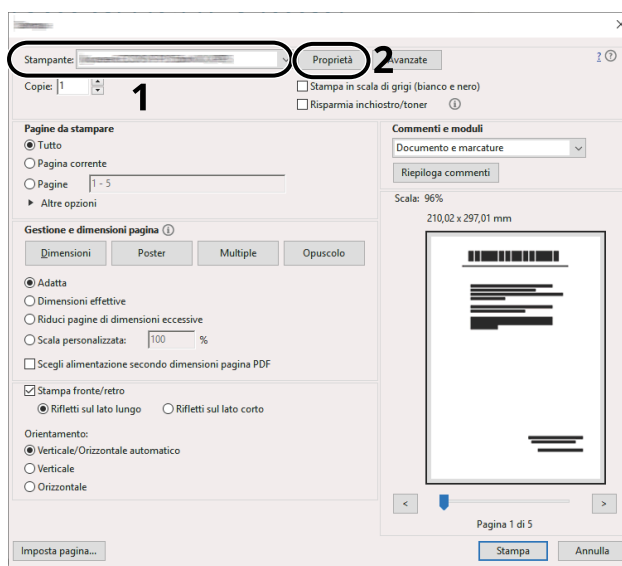 Stampante:
Proprietà
2
Avanzate
?
Copie: 1
1
Stampa in scala di grigi (bianco e nero)
Risparmia inchiostro/toner
Pagine da stampare
Tutto
Pagina corrente
Pagine 1 - 5
Altre opzioni
Commenti e moduli
Documento e marcature
Riepiloga commenti
Scala: 96%
210,02 x 297,01 mm
Gestione e dimensioni pagina
Dimensioni Poster Multiple Opuscolo
Adatta
Dimensioni effettive
Riduci pagine di dimensioni eccessive
Scala personalizzata: 100 %
Scegli alimentazione secondo dimensioni pagina PDF
Stampa fronte/retro
Rifletti sul lato lungo Rifletti sul lato corto
Orientamento:
Verticale/Orizzontale automatico
Verticale
Orizzontale
< >
Pagina 1 di 5
Imposta pagina... Stampa Annulla